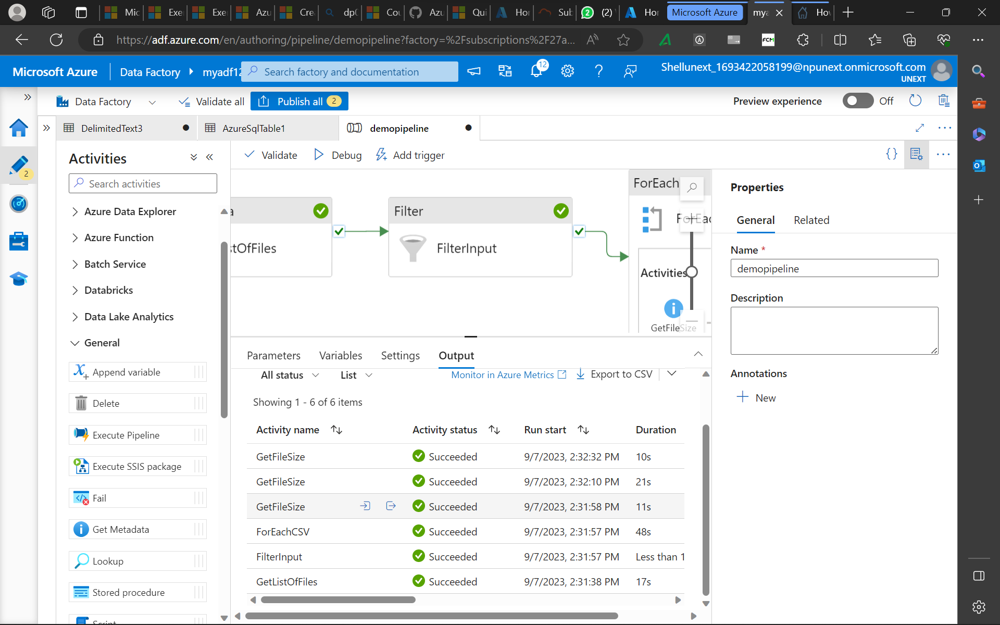 Mic
Exer
Exer
Azu
Crea
dp0
Cou
Azu
Qui
Hor
Sub
(2)
Hor
Microsoft Azure
mya
How
https://adf.azure.com/en/authoring/pipeline/demopipeline?factory=%2Fsubscriptions%2F27a...
Microsoft Azure
Data Factory
myadf12
Search factory and documentation
12
Shellunext_1693422058199@npunext.onmicrosoft.com
UNEXT
Data Factory
Validate all
Publish all 2
Preview experience
Off
DelimitedText3
AzureSqlTable1
demopipeline
2
Activities
Search activities
Azure Data Explorer
Azure Function
Batch Service
Databricks
Data Lake Analytics
General
Append variable
Delete
Execute Pipeline
Execute SSIS package
Fail
Get Metadata
Lookup
Stored procedure
Script
Validate
Debug
Add trigger
a
stOfFiles
Filter
FilterInput
ForEach
ForEac
Activities
GetFileSize
Parameters
Variables
Settings
Output
All status
List
Monitor in Azure Metrics
Export to CSV
Showing 1 - 6 of 6 items
Activity name Activity status Run start Duration
GetFileSize Succeeded 9/7/2023, 2:32:32 PM 10s
GetFileSize Succeeded 9/7/2023, 2:32:10 PM 21s
GetFileSize Succeeded 9/7/2023, 2:31:58 PM 11s
ForEachCSV Succeeded 9/7/2023, 2:31:57 PM 48s
FilterInput Succeeded 9/7/2023, 2:31:57 PM Less than 1
GetListOfFiles Succeeded 9/7/2023, 2:31:38 PM 17s
Properties
General
Related
Name *
demopipeline
Description
Annotations
New